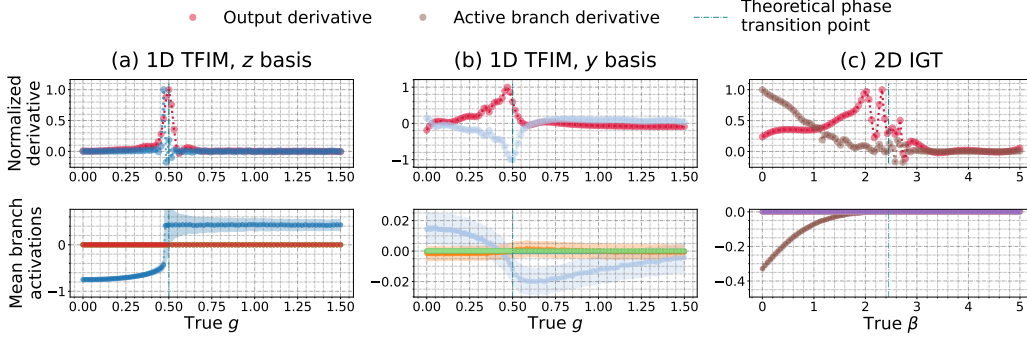 Output derivative
Active branch derivative
Theoretical phase
transition point
(a) 1D TFIM, z basis
(b) 1D TFIM, y basis
(c) 2D IGT
Normalized
derivative
1.0
0.5
0.0
0.00 0.25 0.50 0.75 1.00 1.25 1.50
1
0
−1
0.00 0.25 0.50 0.75 1.00 1.25 1.50
1.0
0.5
0.0
0 1 2 3 4 5
Mean branch
activations
0
−1
0.00 0.25 0.50 0.75 1.00 1.25 1.50
True g
0.02
0.00
−0.02
0.00 0.25 0.50 0.75 1.00 1.25 1.50
True g
0.0
−0.2
−0.4
0 1 2 3 4 5
True β